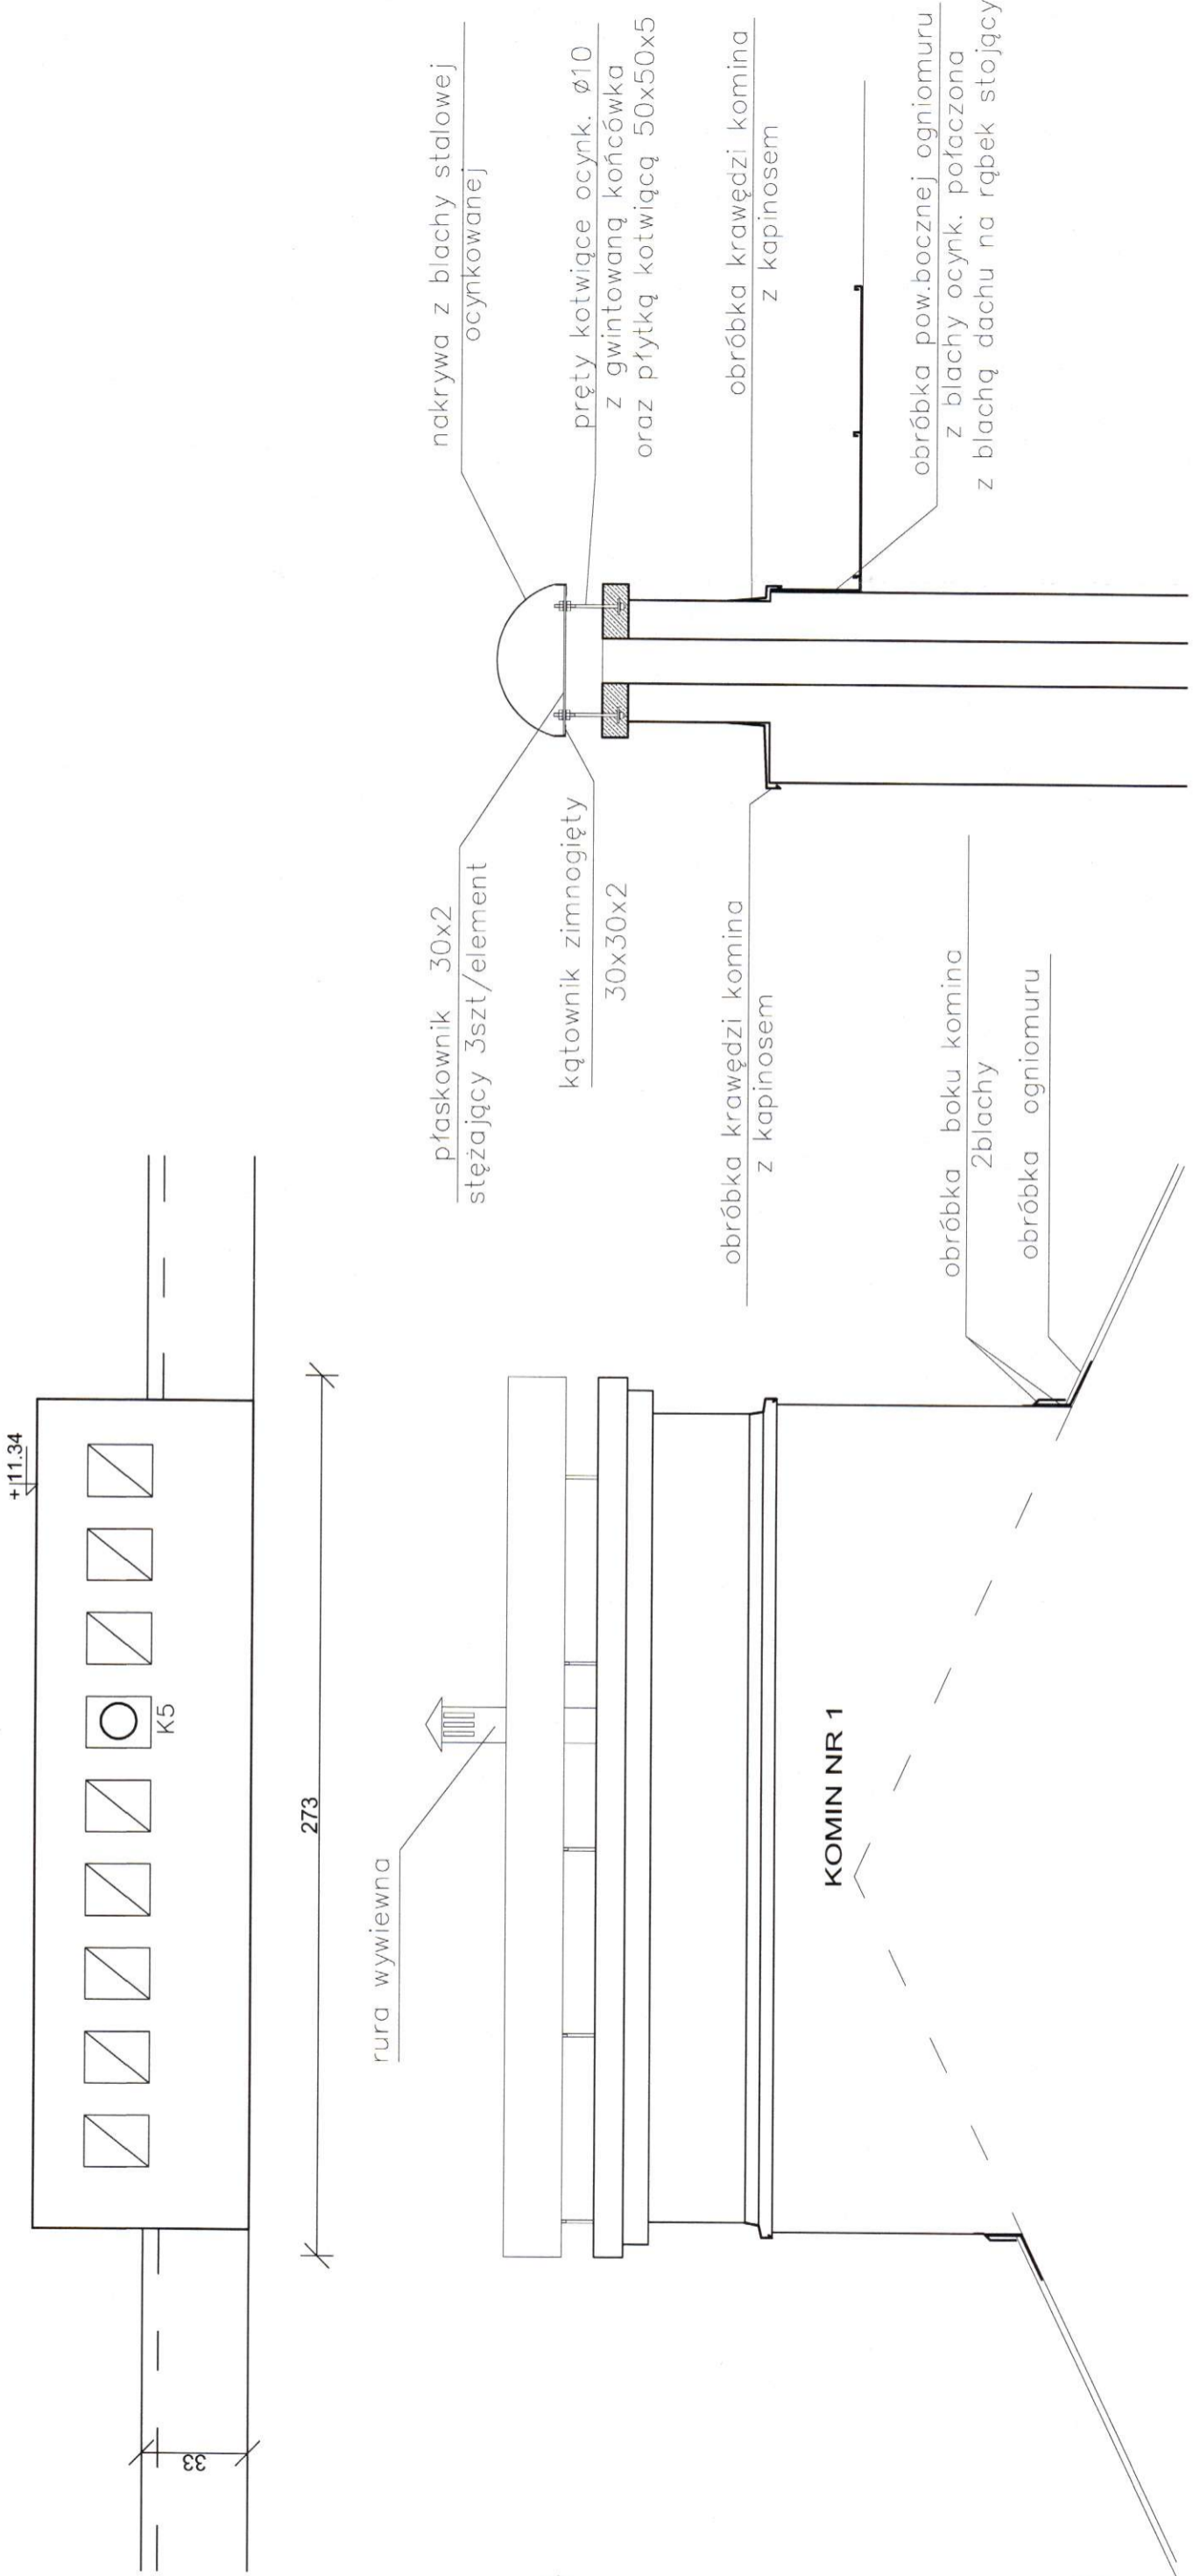 +11.34
K5
273
33
rura wywiewna
KOMIN NR 1
nakrywa z blachy stalowej
ocynkowanej
pręty kotwiące ocynk. ø10
z gwintowaną końcówka
oraz płytką kotwiącą 50x50x5
obróbka krawędzi komina
z kapinosem
obróbka pow.bocznej ogniomuru
z blachy ocynk. połaczona
z blachą dachu na rąbek stojący
płaskownik 30x2
stężający 3szt/element
kątownik zimnogięty
30x30x2
obróbka krawędzi komina
z kapinosem
obróbka boku komina
2blachy
obróbka ogniomuru